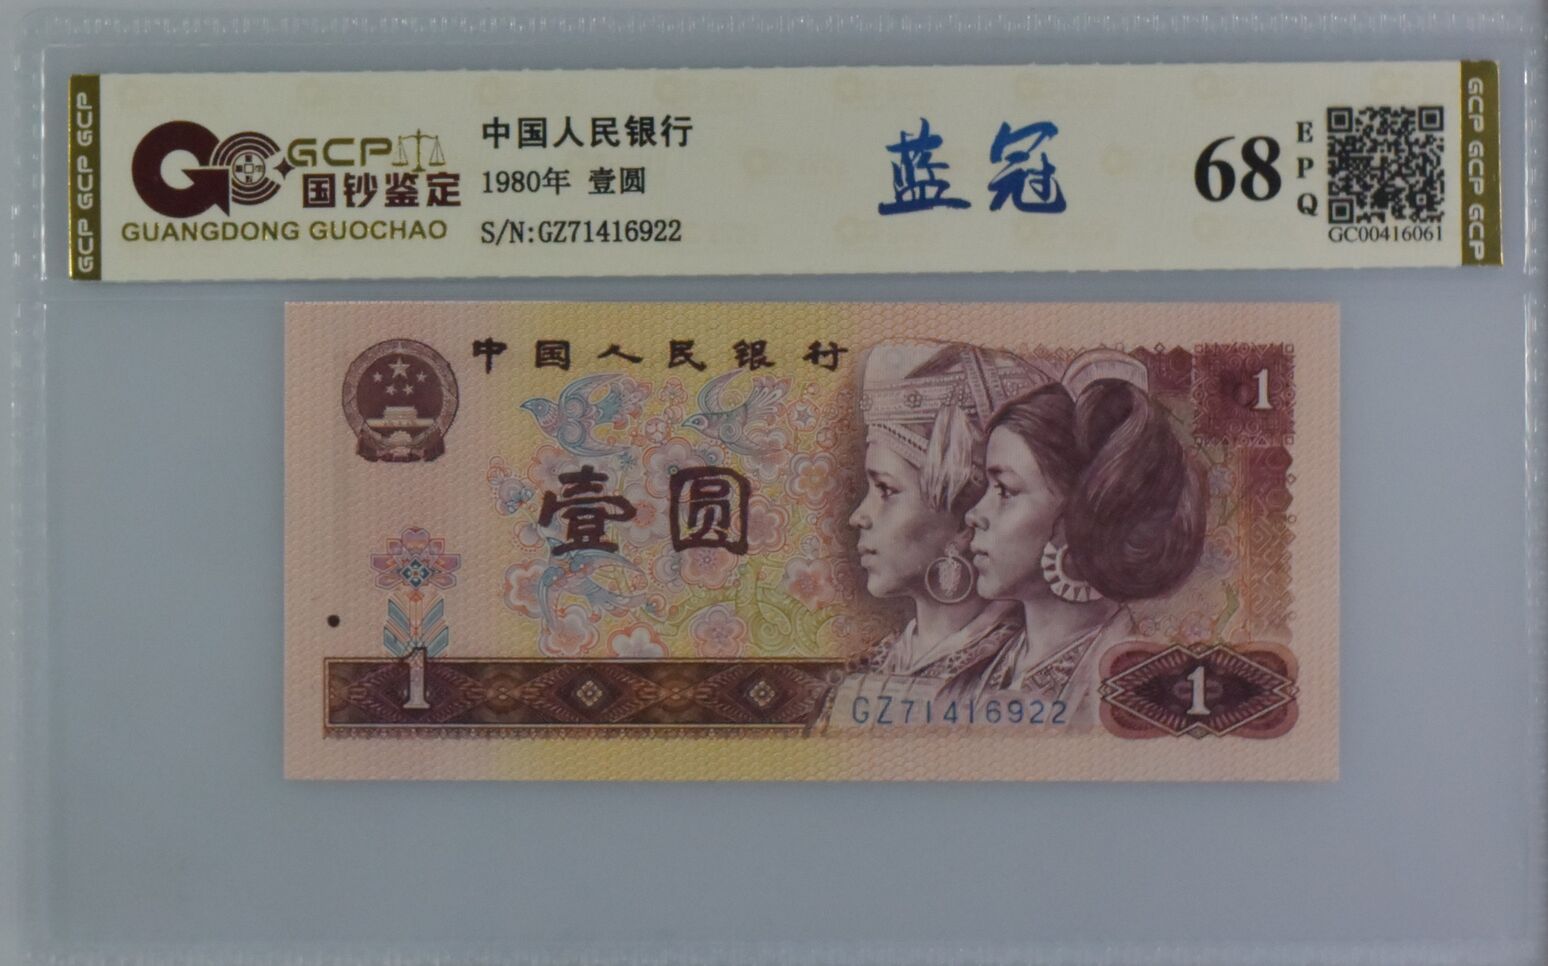 GCP GCP GCP
GCP
国钞鉴定
GUANGDONG GUOCHAO
中国人民银行
1980年 壹圆
S/N:GZ71416922
蓝冠
68
EPQ
GC00416061
GCP GCP GCP
中国人民银行
1
壹圆
1
GZ71416922
1